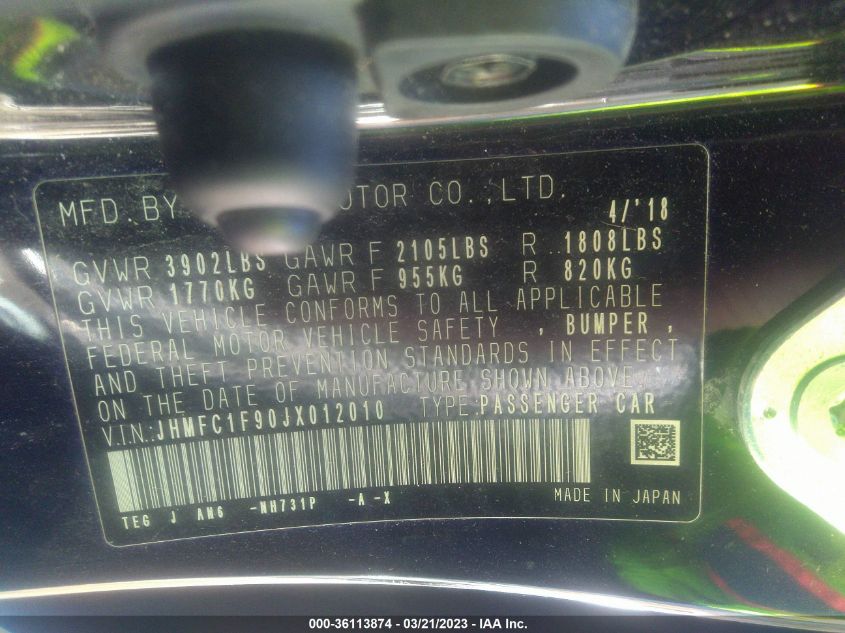 MFD.BY. MOTOR CO.,LTD. 4/'18
GVWR 3902LBS GAWR F 2105LBS R 1808LBS
GVWR 1770KG GAWR F 955KG R 820KG
THIS VEHICLE CONFORMS TO ALL APPLICABLE
FEDERAL MOTOR VEHICLE SAFETY , BUMPER ,
AND THEFT PREVENTION STANDARDS IN EFFECT
ON THE DATE OF MANUFACTURE SHOWN ABOVE.
V.I.N.:JHMFC1F90JX012010 TYPE:PASSENGER CAR
TEG J AW6 -NH731P -A -X
MADE IN JAPAN
000-36113874 - 03/21/2023 - IAA Inc.